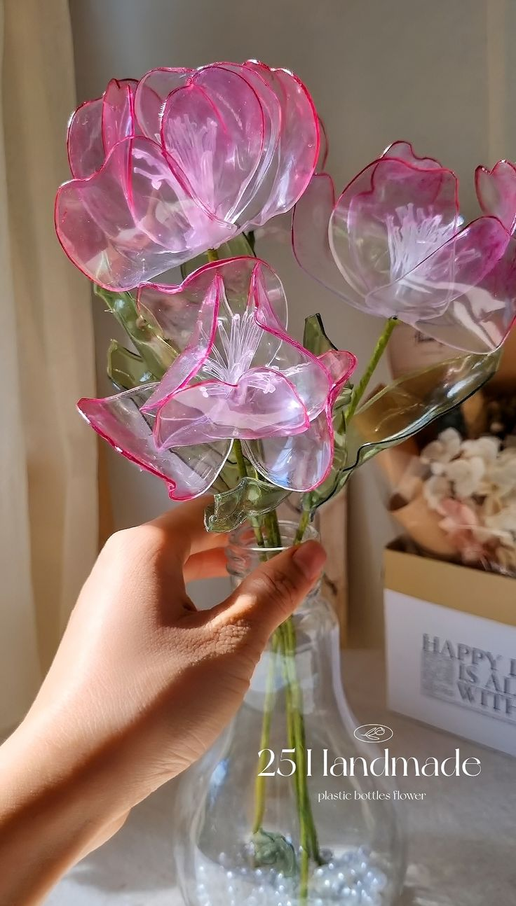 HAPPY
IS AL
WITH
25 Handmade
plastic bottles flower